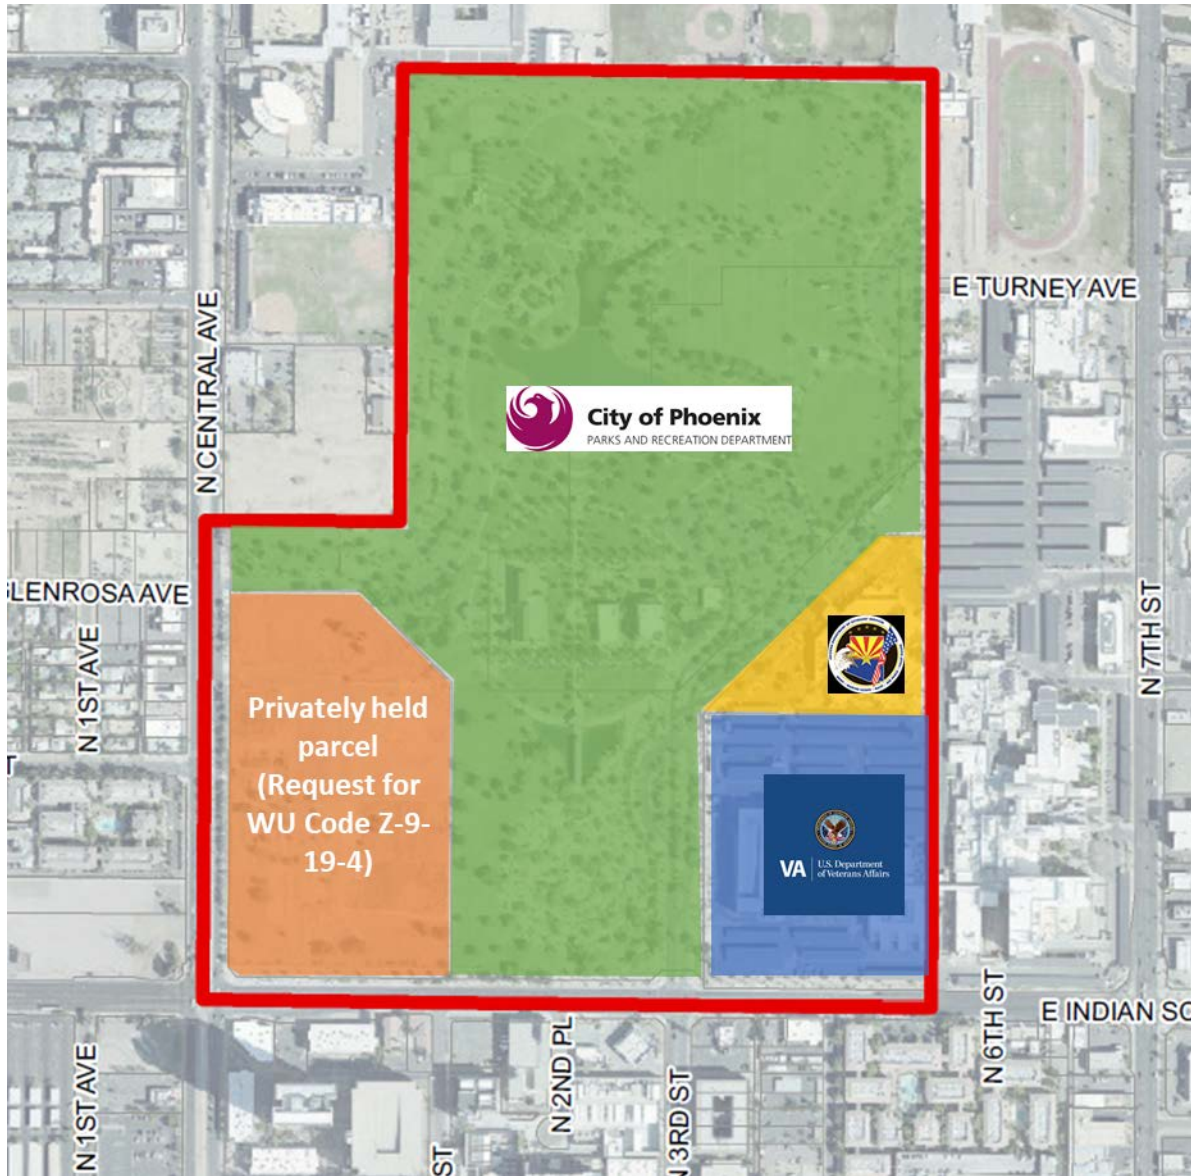 E TURNEY AVE
N CENTRAL AVE
City of Phoenix
PARKS AND RECREATION DEPARTMENT
GLENROSA AVE
N 1ST AVE
N 7TH ST
Privately held
parcel
(Request for
WU Code Z-9-
19-4)
T
VA
U.S. Department
of Veterans Affairs
N 6TH ST
E INDIAN SC
N 1ST AVE
ST
N 2ND PL
N 3RD ST